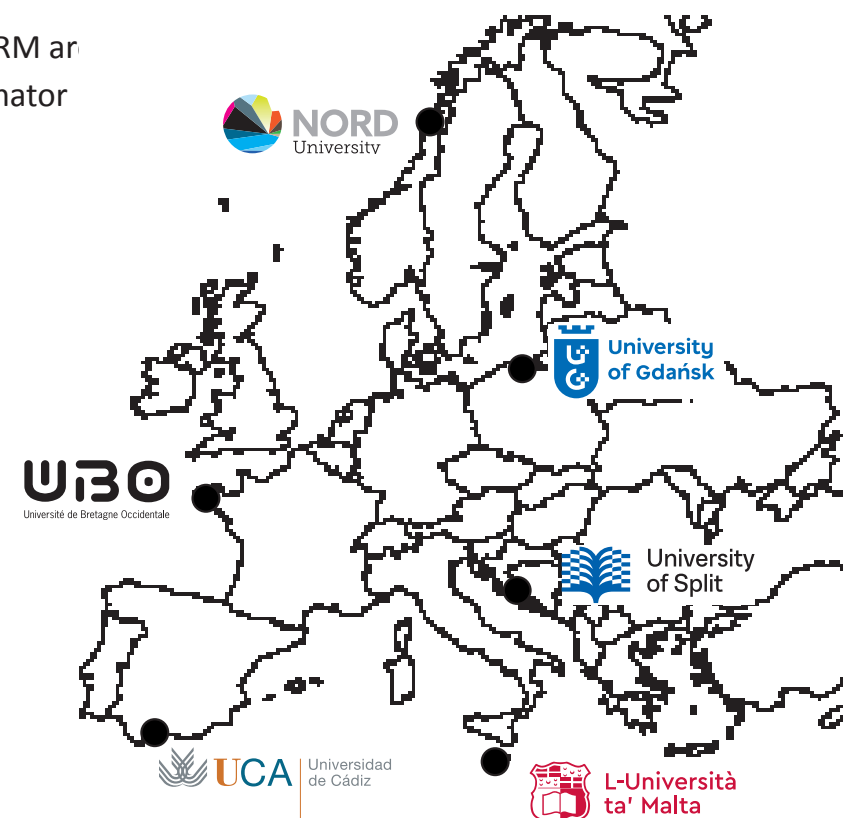 RM are
nator
NORD
University
University
of Gdańsk
UBO
Université de Bretagne Occidentale
University
of Split
UCA
Universidad
de Cádiz
L-Università
ta' Malta